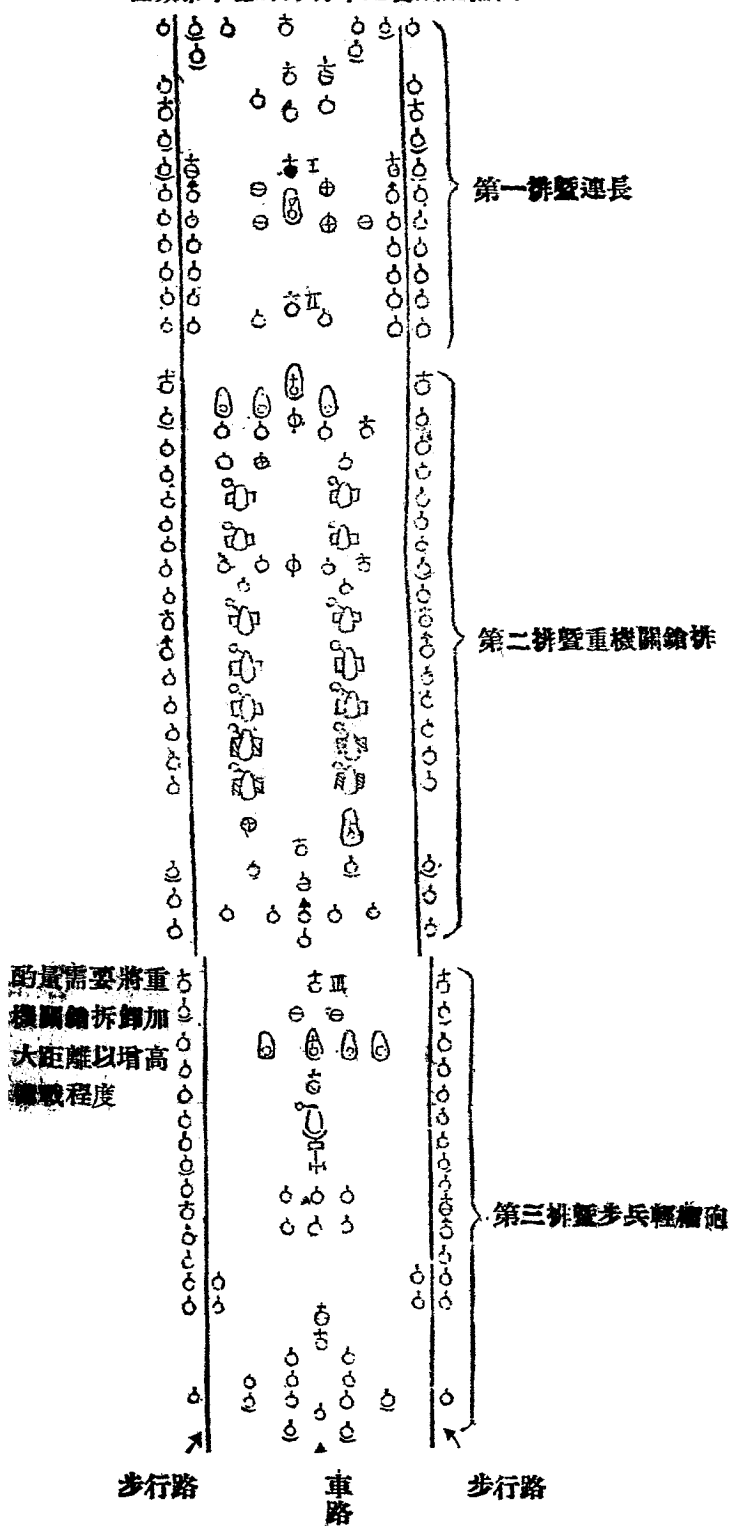 第一排暨連長
第二排暨重機關鎗排
酌量需要將重
機關鎗拆卸加
大距離以增高
備戰程度
第三排暨步兵輕榴砲
步行路
車路
步行路